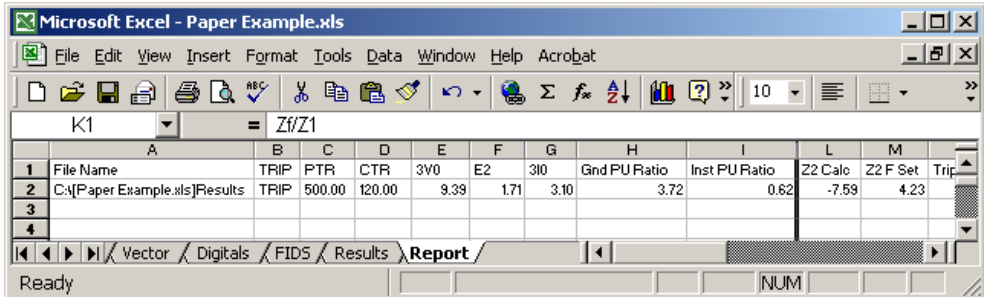 Microsoft Excel - Paper Example.xls
File Edit View Insert Format Tools Data Window Help Acrobat
ABC Σ fx A Z 10 »
K1 = Zf/Z1
A B C D E F G H I L M
1 File Name TRIP PTR CTR 3V0 E2 3I0 Gnd PU Ratio Inst PU Ratio Z2 Calc Z2 F Set Trip
2 C:\[Paper Example.xls]Results TRIP 500.00 120.00 9.39 1.71 3.10 3.72 0.62 -7.59 4.23
3
4
Vector Digitals FIDS Results Report
Ready NUM